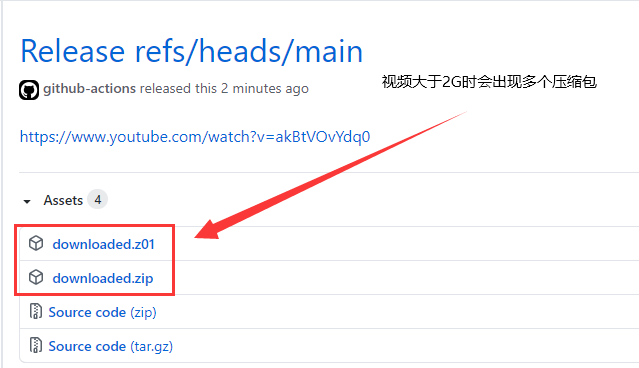 Release refs/heads/main
github-actions released this 2 minutes ago
视频大于2G时会出现多个压缩包
https://www.youtube.com/watch?v=akBtVOvYdq0
Assets 4
downloaded.z01
downloaded.zip
Source code (zip)
Source code (tar.gz)